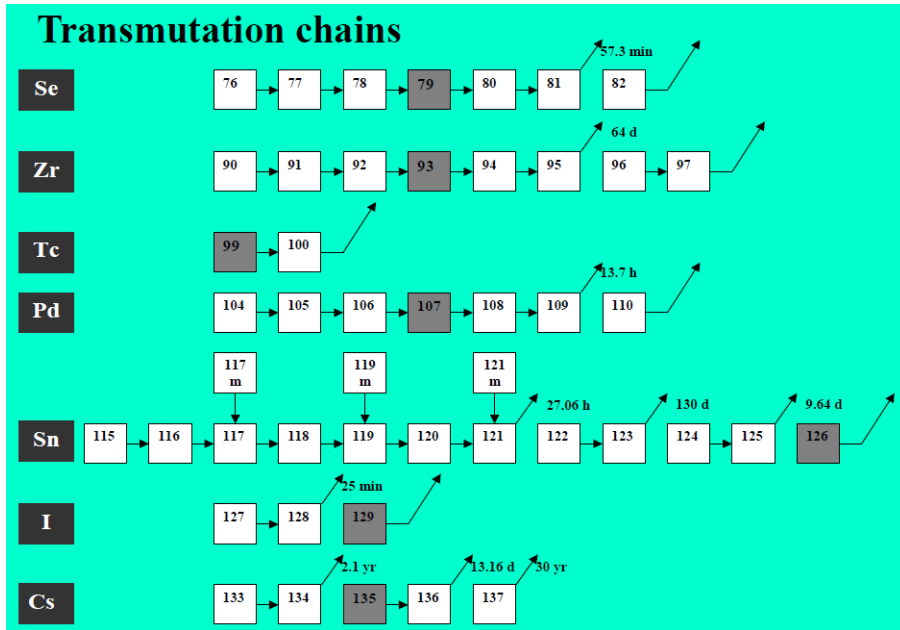 Transmutation chains
57.3 min
Se 76 77 78 79 80 81 82
64 d
Zr 90 91 92 93 94 95 96 97
Tc 99 100
13.7 h
Pd 104 105 106 107 108 109 110
117 m 119 m 121 m
27.06 h 130 d 9.64 d
Sn 115 116 117 118 119 120 121 122 123 124 125 126
25 min
I 127 128 129
2.1 yr 13.16 d 30 yr
Cs 133 134 135 136 137